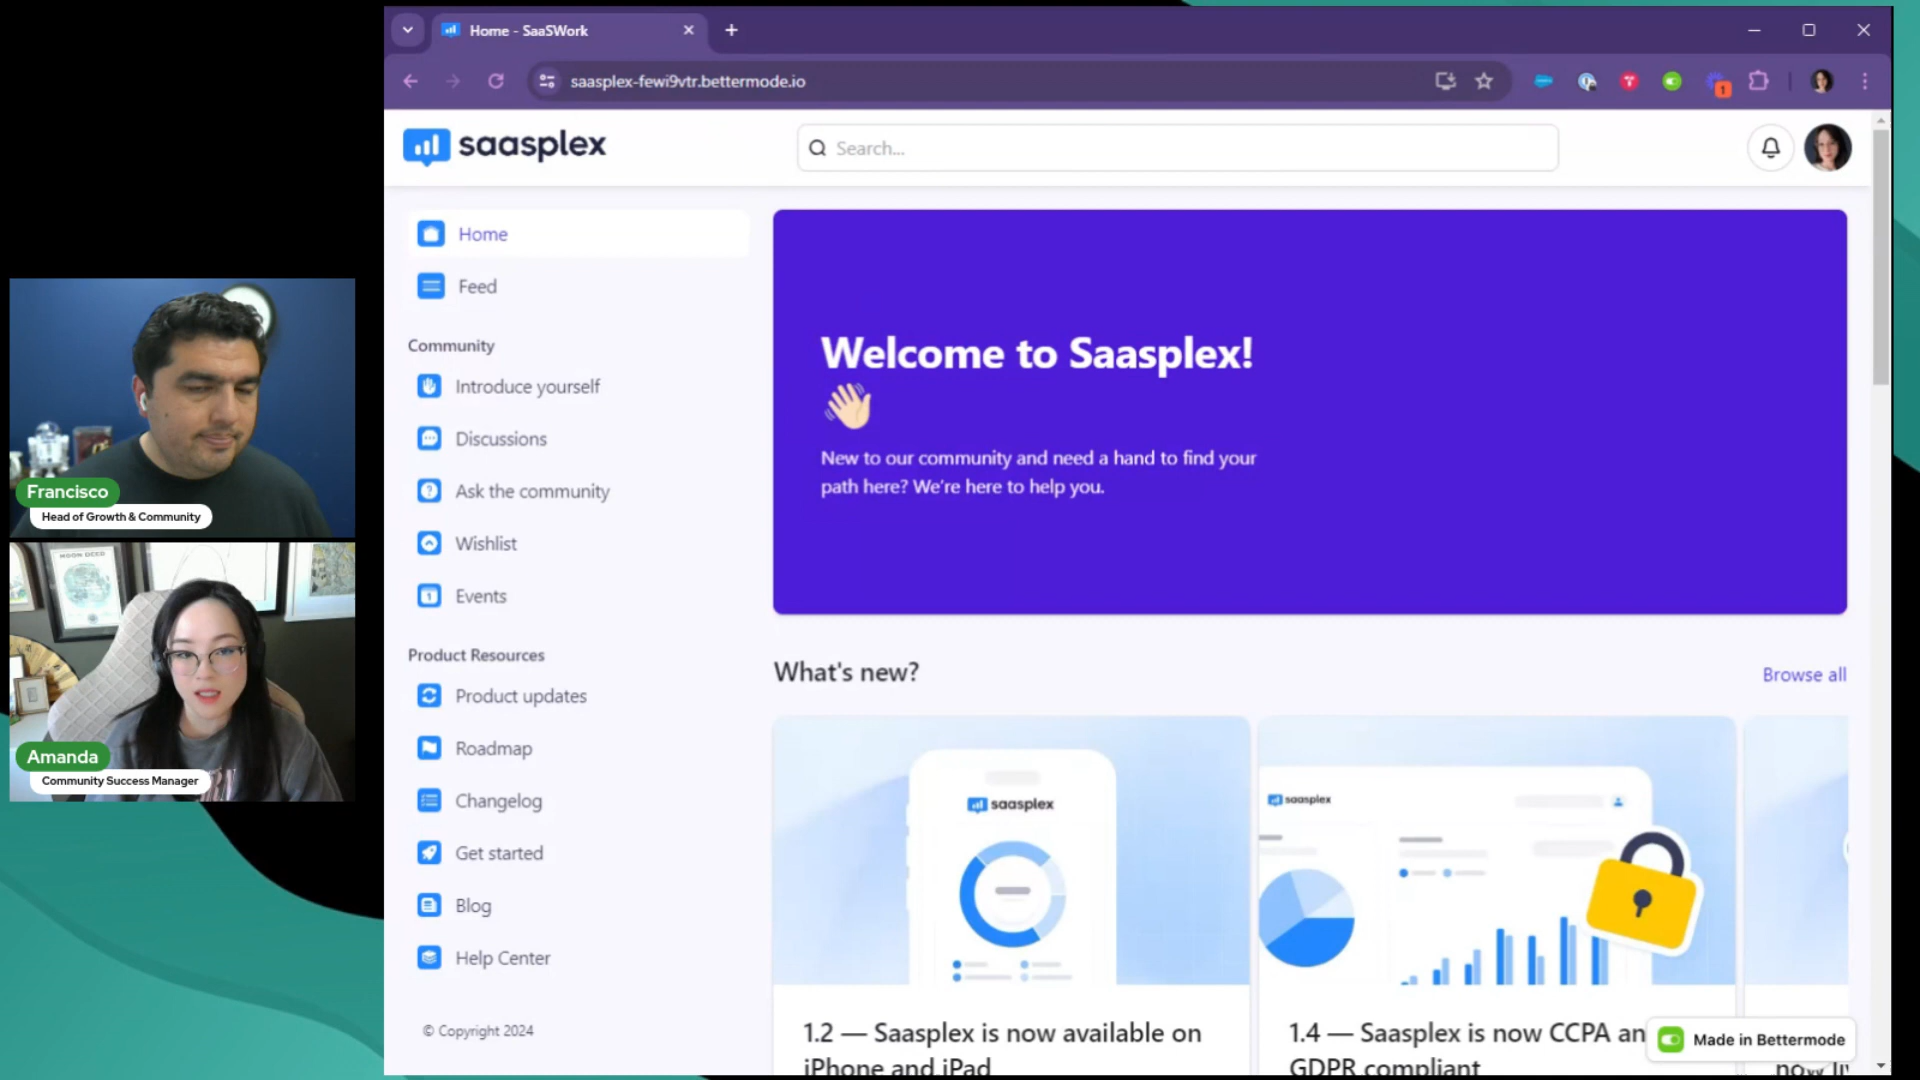 Home - SaaSWork
saasplex-fewi9vtr.bettermode.io
1
saasplex
Search...
Home
Feed
Community
Introduce yourself
Discussions
Ask the community
Wishlist
Events
Product Resources
Product updates
Roadmap
Changelog
Get started
Blog
Help Center
© Copyright 2024
Welcome to Saasplex!
New to our community and need a hand to find your
path here? We're here to help you.
What's new?
Browse all
saasplex
saasplex
1.2 — Saasplex is now available on
iPhone and iPad
1.4 — Saasplex is now CCPA an
GDPR compliant
Made in Bettermode
Francisco
Head of Growth & Community
MOON DEER
Amanda
Community Success Manager